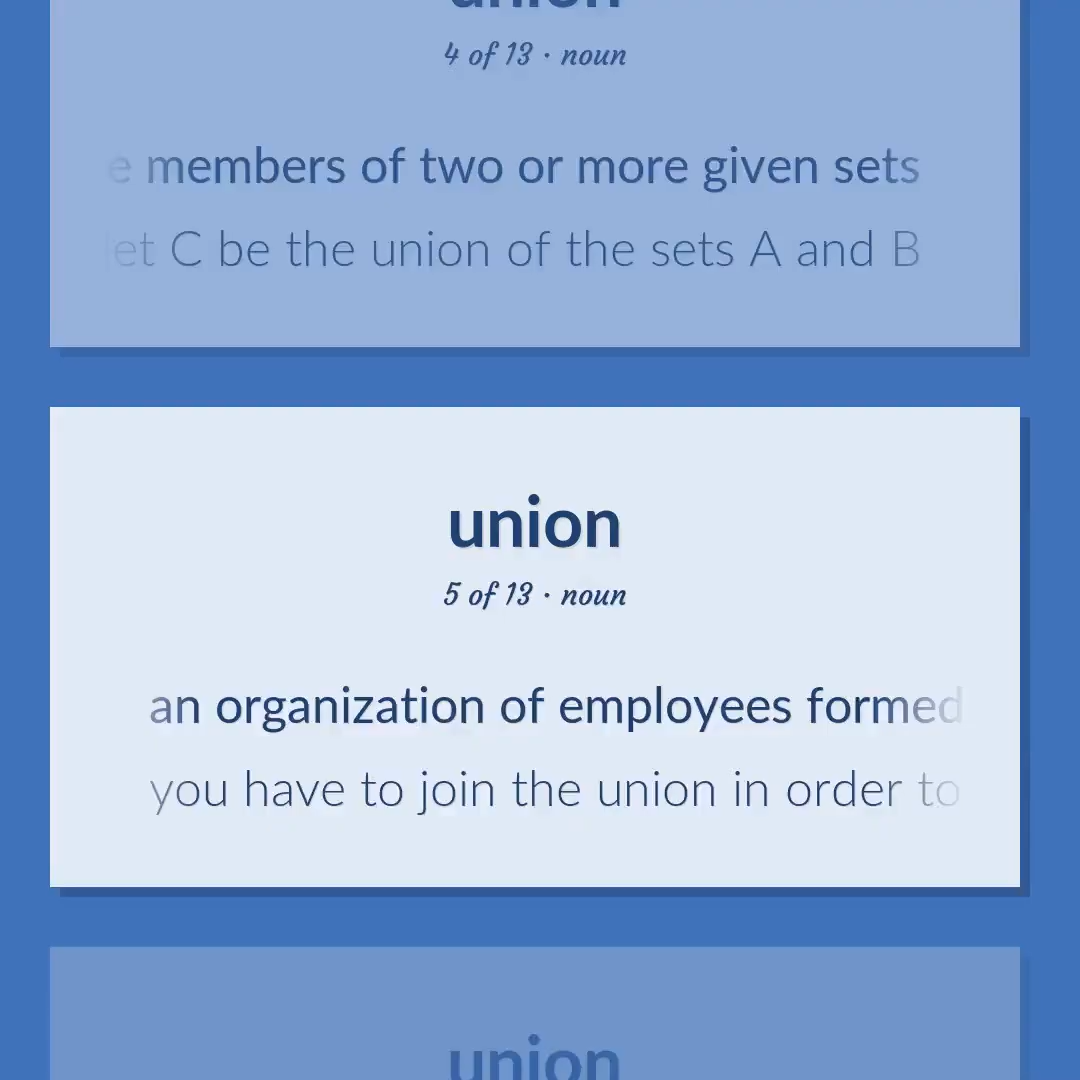 union
4 of 13 · noun
e members of two or more given sets
let C be the union of the sets A and B
union
5 of 13 · noun
an organization of employees formed
you have to join the union in order to
union